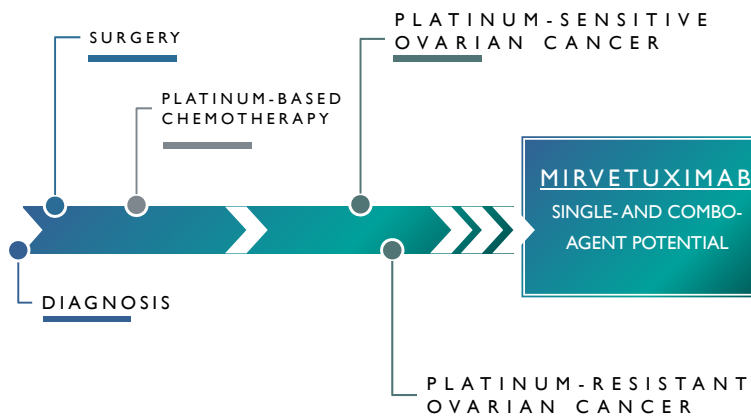 SURGERY
PLATINUM-BASED
CHEMOTHERAPY
PLATINUM-SENSITIVE
OVARIAN CANCER
DIAGNOSIS
PLATINUM-RESISTANT
OVARIAN CANCER
MIRVETUXIMAB
SINGLE- AND COMBO-
AGENT POTENTIAL